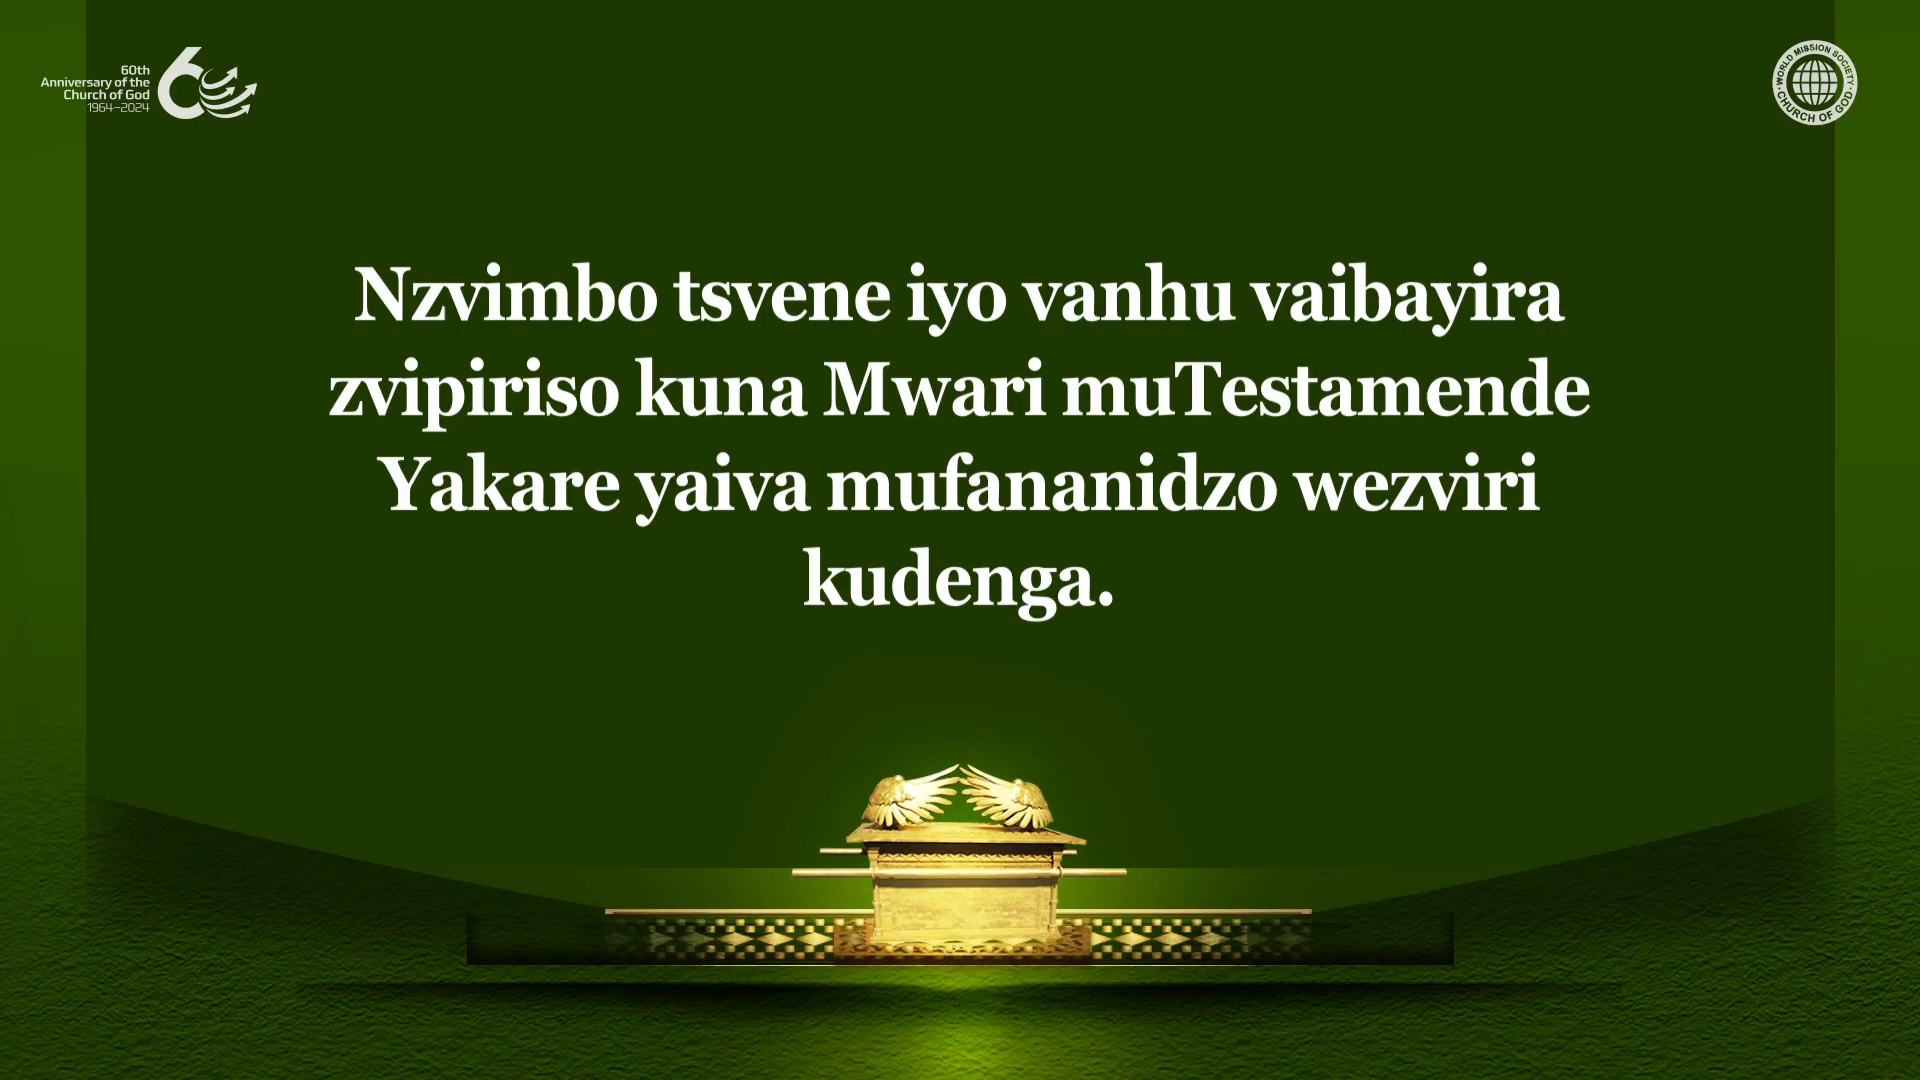 60th
Anniversary of the
Church of God
1964–2024
60
WORLD MISSION SOCIETY
CHURCH OF GOD
Nzvimbo tsvene iyo vanhu vaibayira
zvipiriso kuna Mwari muTestamende
Yakare yaiva mufananidzo wezviri
kudenga.